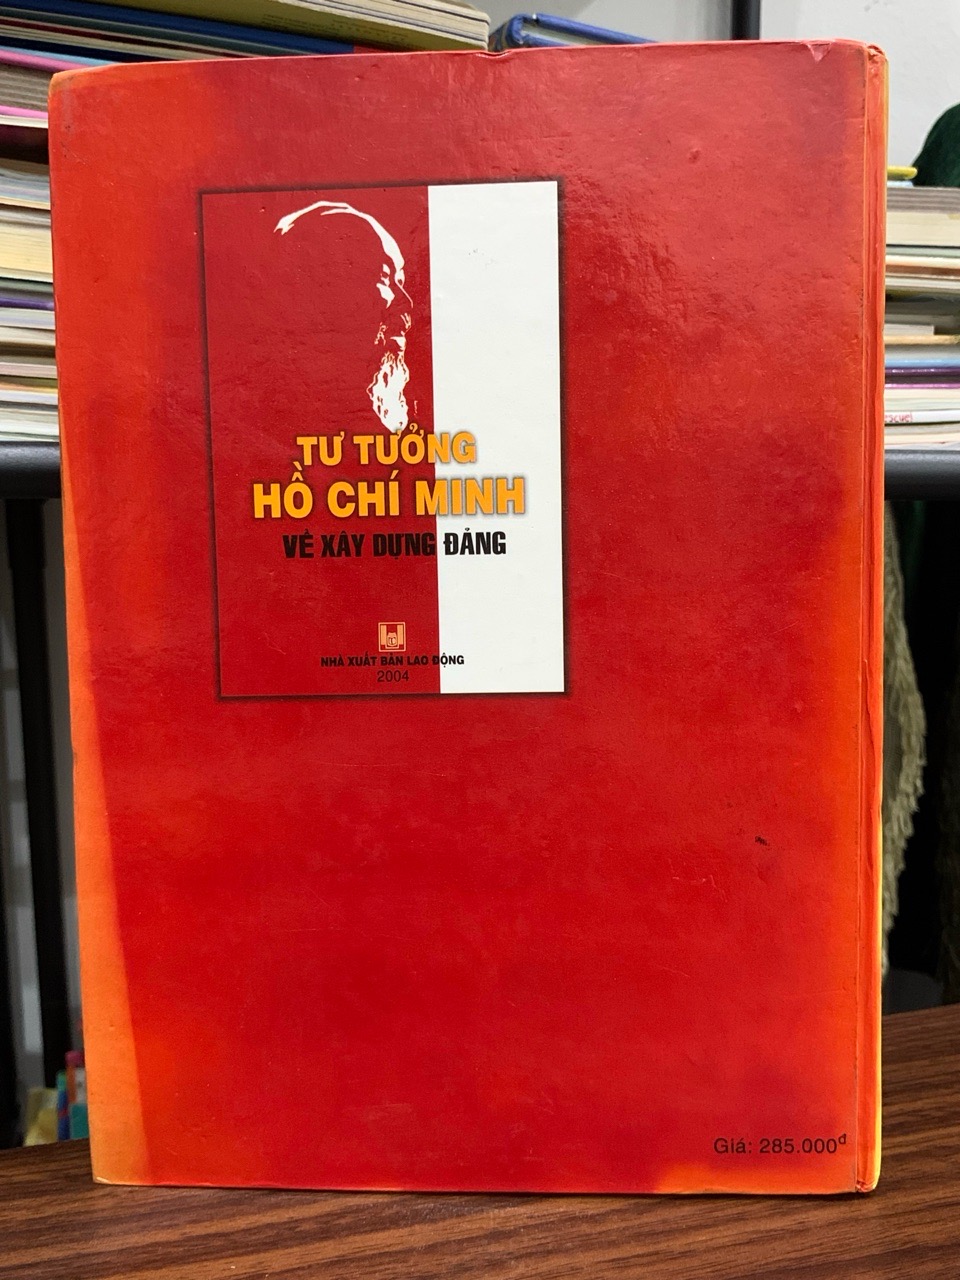 TƯ TƯỞNG
HỒ CHÍ MINH
VỀ XÂY DỰNG ĐẢNG
NHÀ XUẤT BẢN LAO ĐỘNG
2004
Giá: 285.000đ